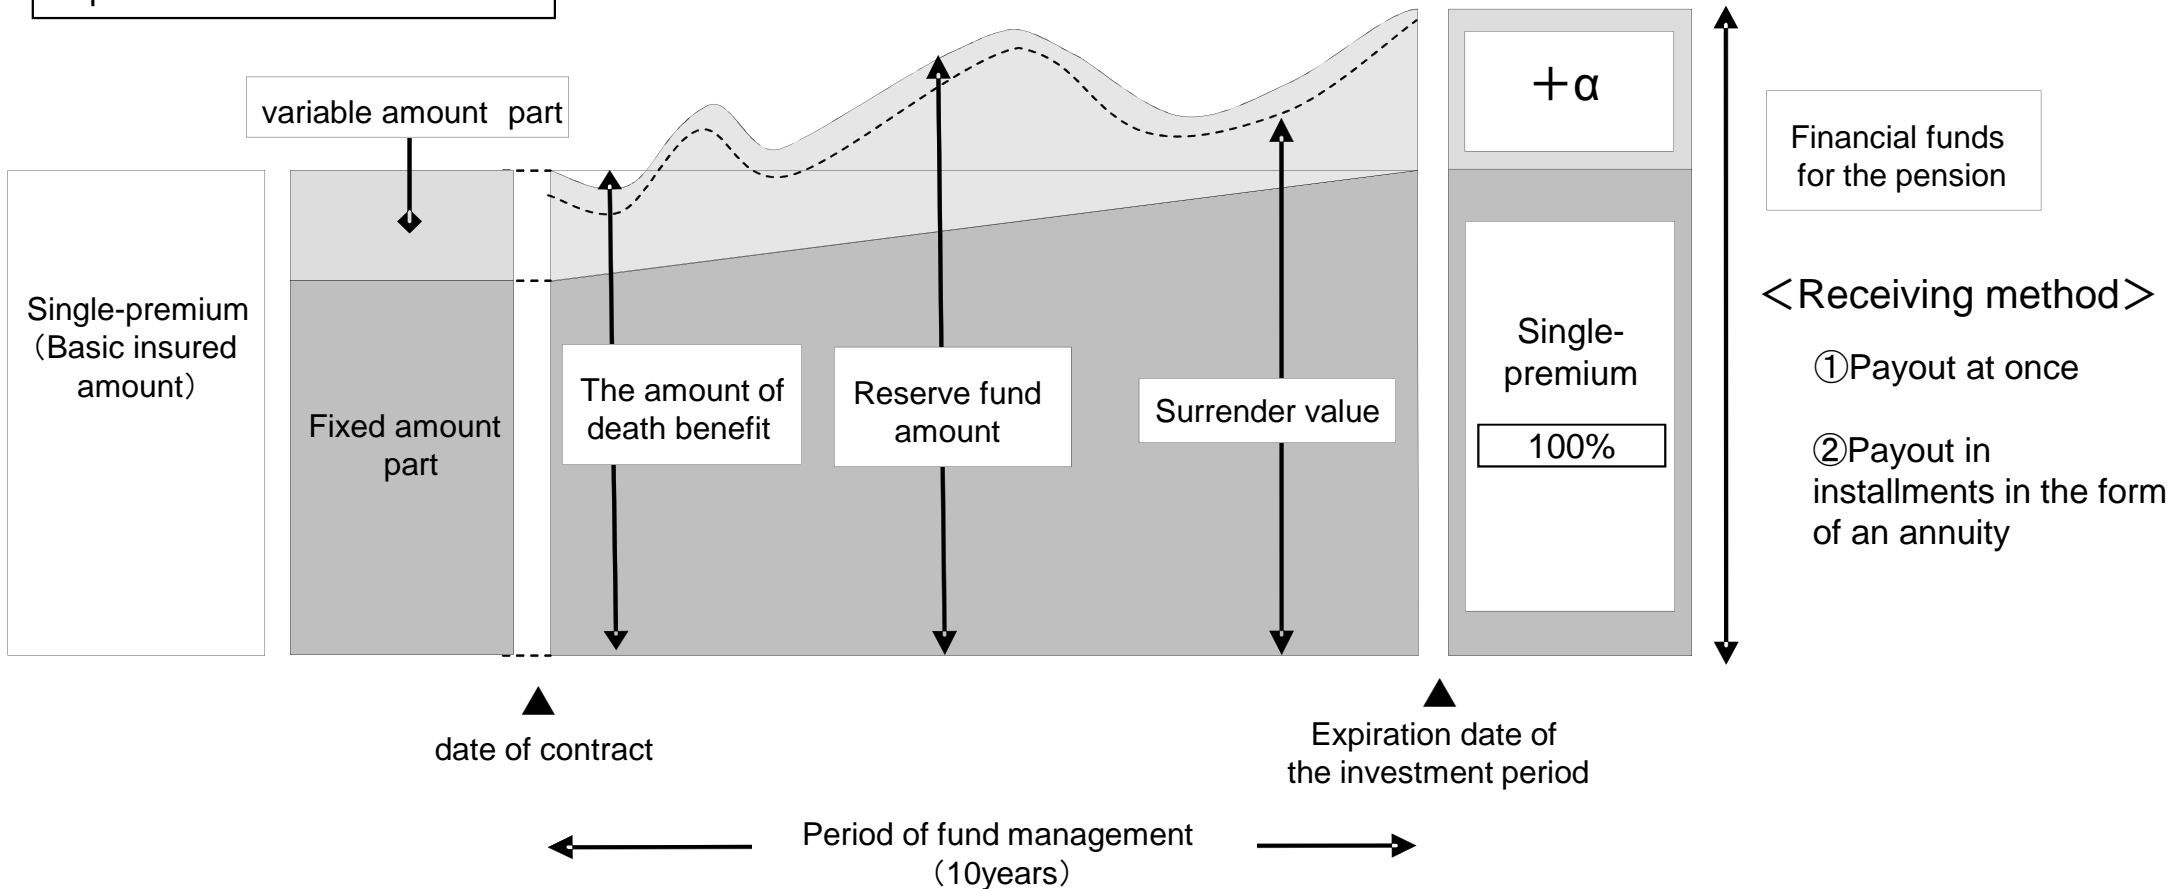 variable amount part
Single-premium
（Basic insured
amount）
Fixed amount
part
The amount of
death benefit
Reserve fund
amount
Surrender value
＋α
Single-
premium
100%
Financial funds
for the pension
＜Receiving method＞
①Payout at once
②Payout in
installments in the form
of an annuity
date of contract
Expiration date of
the investment period
Period of fund management
（10years）